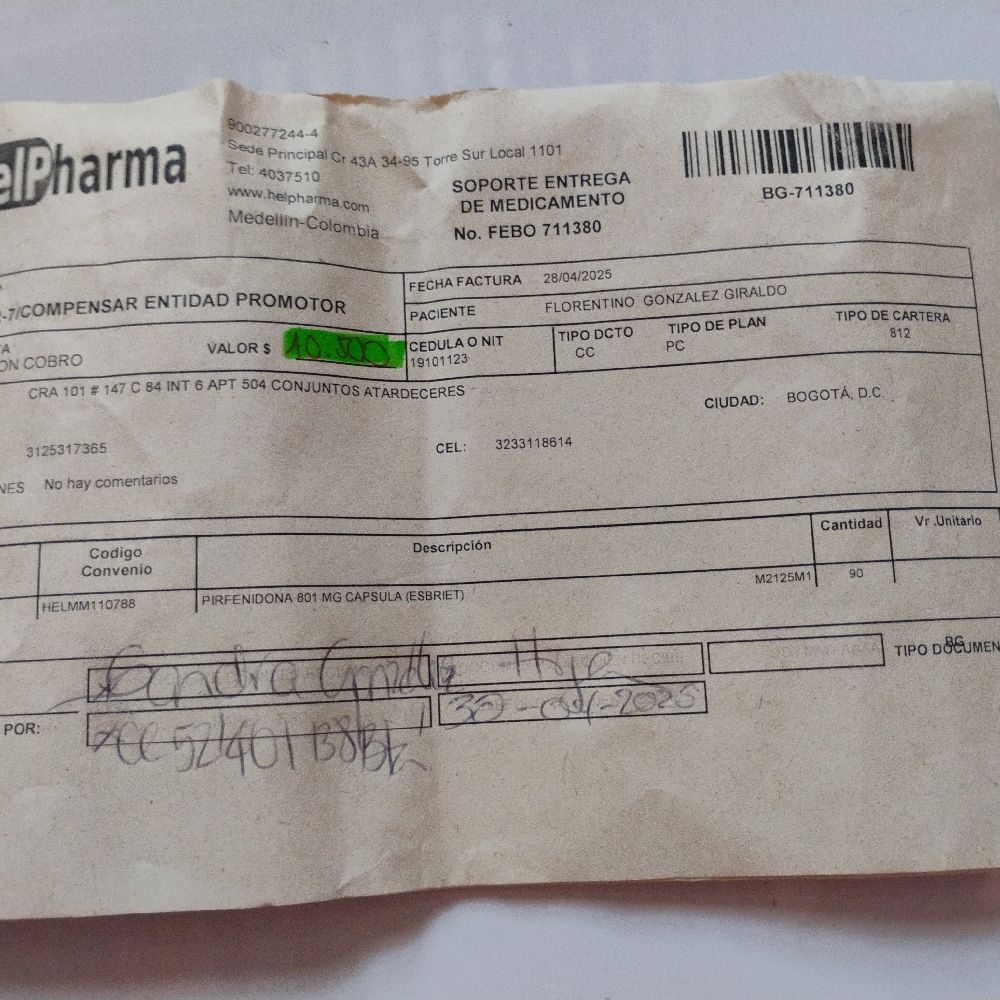 elPharma
900277244-4
Sede Principal Cr 43A 34-95 Torre Sur Local 1101
Tel: 4037510
www.helpharma.com
Medellin-Colombia
SOPORTE ENTREGA
DE MEDICAMENTO
No. FEBO 711380
BG-711380
-7/COMPENSAR ENTIDAD PROMOTOR
FECHA FACTURA 28/04/2025
PACIENTE FLORENTINO GONZALEZ GIRALDO
ON COBRO VALOR $ 10.500
CEDULA O NIT
19101123
TIPO DCTO
CC
TIPO DE PLAN
PC
TIPO DE CARTERA
812
CRA 101 # 147 C 84 INT 6 APT 504 CONJUNTOS ATARDECERES
CIUDAD: BOGOTÁ, D.C.
3125317365
CEL: 3233118614
NES No hay comentarios
Codigo
Convenio
Descripción
Cantidad
Vr .Unitario
HELMM110788
PIRFENIDONA 801 MG CAPSULA (ESBRIET)
M2125M1
90
Sandra
BG
TIPO DOCUMEN
POR:
30-04-2025